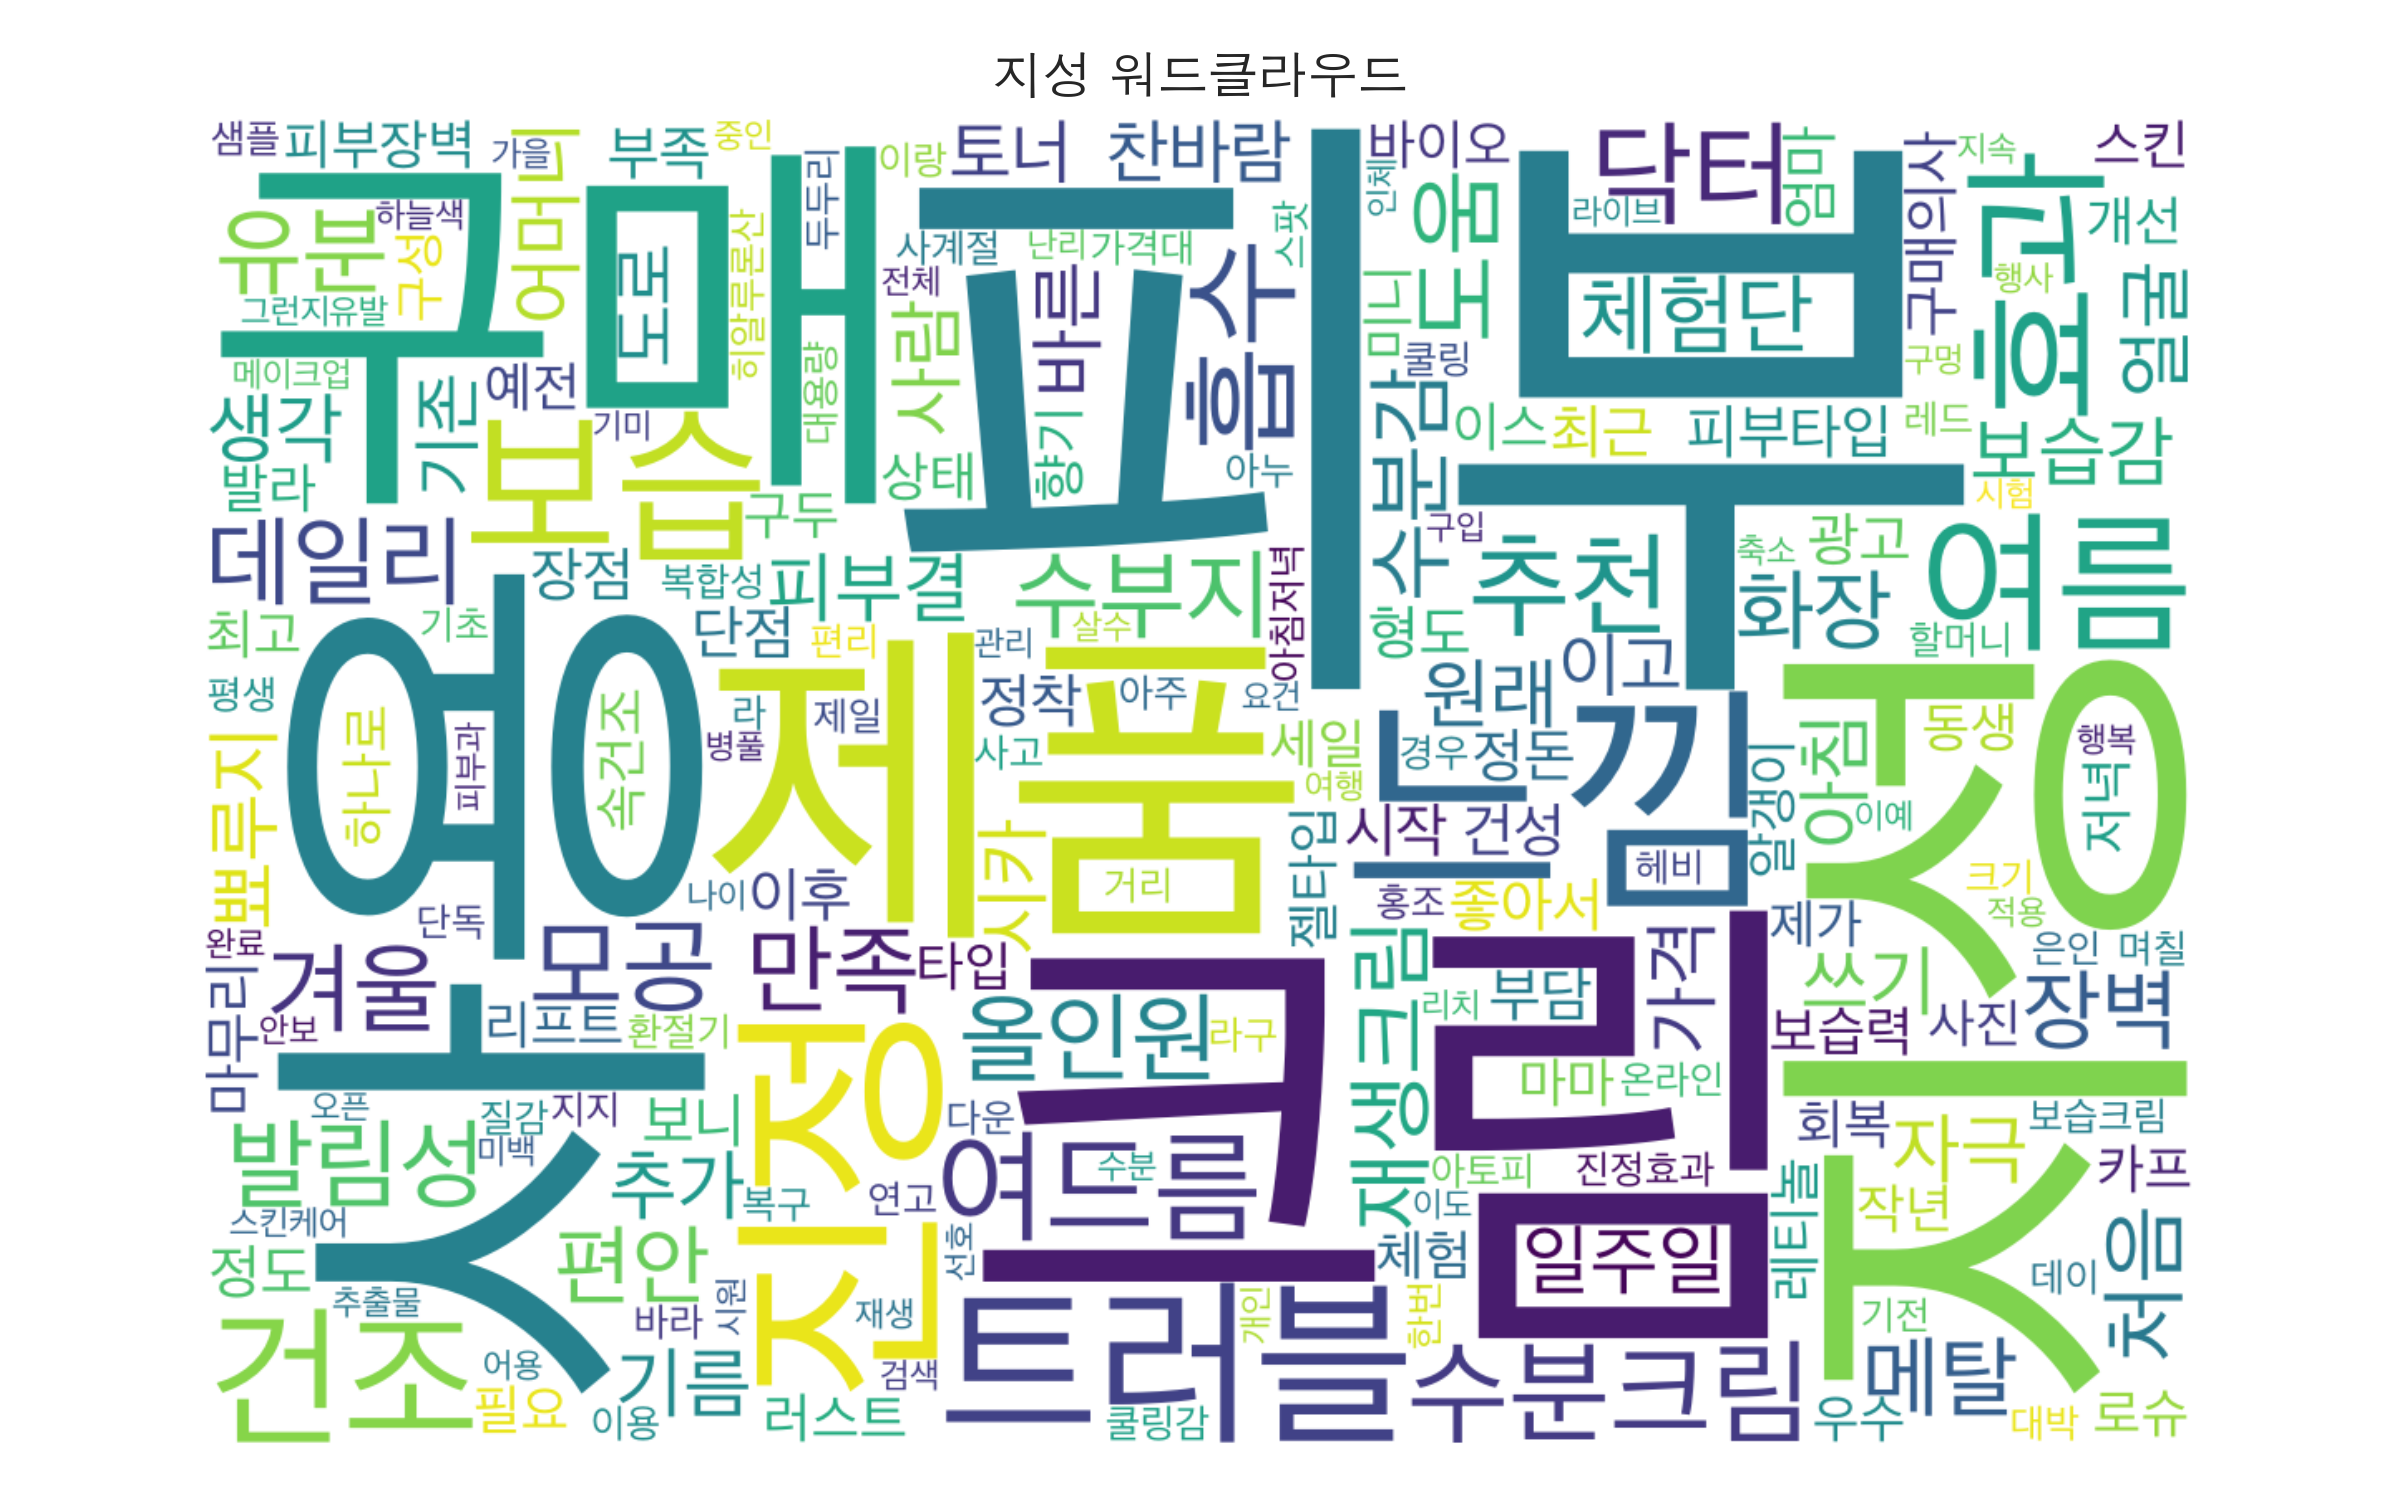 지성 워드클라우드
샘플
피부장벽
가을
어머니
부족
중인
두두리
이랑
토너
찬바람
바이오
인체
도움
닥터
엄마
구매의사
지속
스킨
유분
하늘색
구성
구매
도로
히알루론산
사계절
난리
가격대
스팟
피부
라이브
효과
개선
그런지유발
전체
바른
흡수
미니
체험단
행사
얼굴
메이크업
예전
기존
대용량
사람
쿨링
수분감
구멍
생각
기미
보습
향기
이스
최근
피부타입
레드
보습감
발라
구두
상태
아누
구입
시험
데일리
장점
복합성
피부결
수부지
아침저녁
추천
축소
광고
화장
여름
최고
기초
단점
편리
관리
살수
형도
할머니
사용
평생
하나로
피부과
속건조
라
제일
병풀
제품
정착
아주
요건
원래
이고
느낌
진정
동생
행복
저녁
뾰루지
사고
세일
여행
경우
정돈
알갱이
아침
이예
시카
거리
젤타입
시작
건성
헤비
크기
적용
단독
나이
이후
홍조
좋아서
제가
은인
며칠
완료
겨울
모공
만족
타입
재생크림
가격
쓰기
장벽
마무리
안보
리프트
환절기
올인원
라구
크림
리치
부담
보습력
사진
마마
온라인
오픈
질감
지지
보니
다운
회복
자극
보습크림
발림성
미백
추가
복구
여드름
수분
아토피
진정효과
카프
스킨케어
연고
이도
레티놀
작년
처음
정도
편안
선호
체험
일주일
데이
추출물
바라
시원
재생
트러블
개인
한번
기전
건조
어용
기름
검색
수분크림
메탈
필요
이용
러스트
쿨링감
우수
대박
로슈